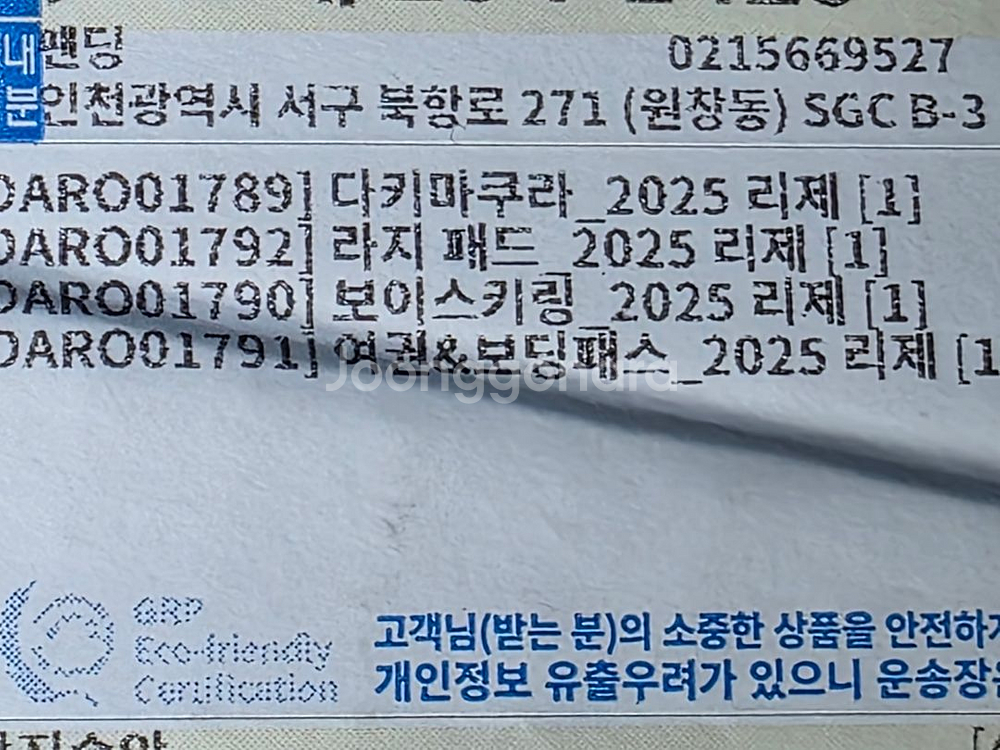 내
팬딩 0215669527
분
인천광역시 서구 북항로 271 (원창동) SGC B-3
DARO01789] 다키마쿠라_2025 리제 [1]
DARO01792] 라지 패드_2025 리제 [1]
DARO01790] 보이스키링_2025 리제 [1]
DARO01791] 여권&보딩패스_2025 리제 [1
Joonggonara
GRP
Eco-friendly
Certification
고객님(받는 분)의 소중한 상품을 안전하게
개인정보 유출우려가 있으니 운송장을